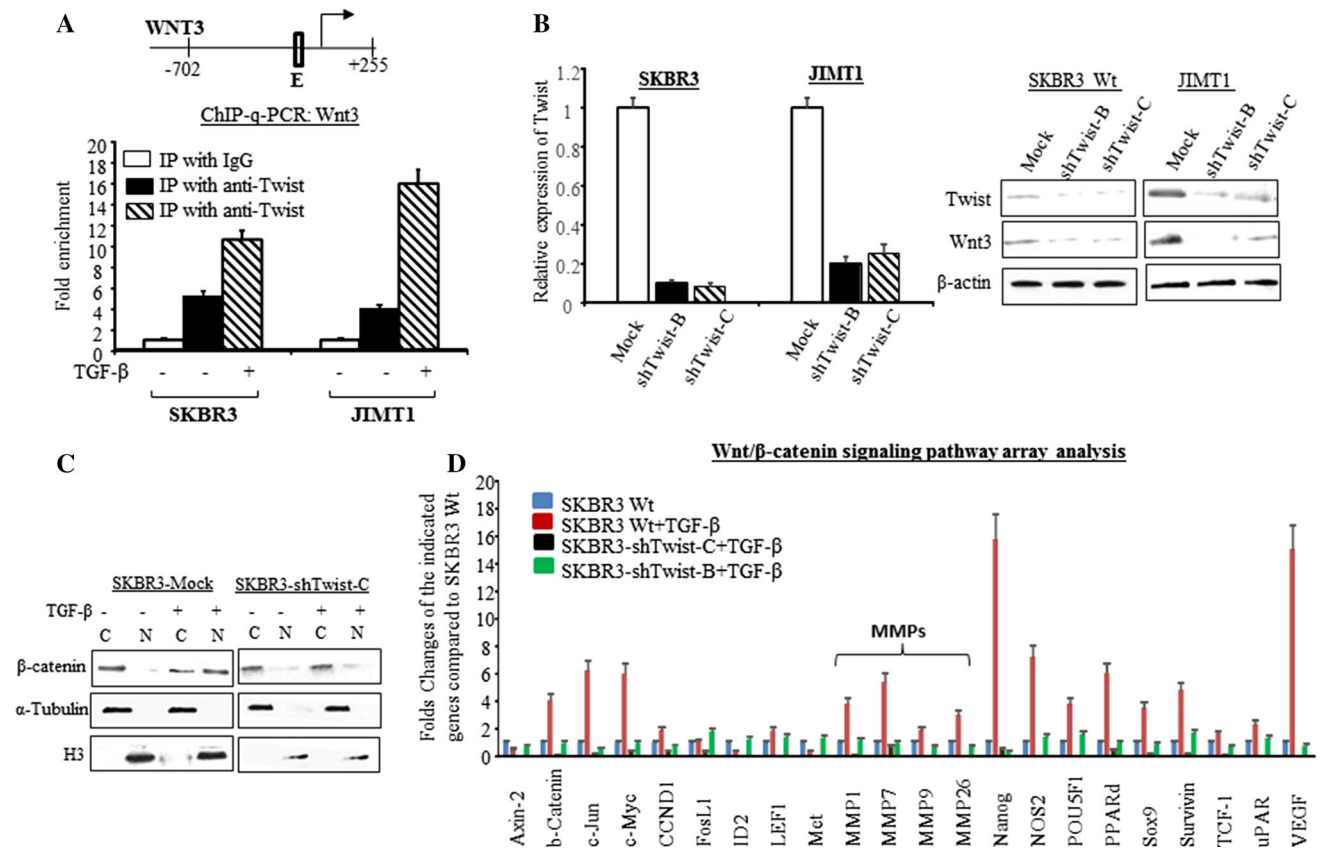 A
WNT3
-702
E
+255
ChIP-q-PCR: Wnt3
Fold enrichment
20
18
16
14
12
10
8
6
4
2
0
IP with IgG
IP with anti-Twist
IP with anti-Twist
TGF-β - - + - - +
SKBR3 JIMT1
B
Relative expression of Twist
1.2
1
0.8
0.6
0.4
0.2
0
SKBR3 JIMT1
Mock shTwist-B shTwist-C Mock shTwist-B shTwist-C
SKBR3 Wt JIMT1
Mock shTwist-B shTwist-C Mock shTwist-B shTwist-C
Twist
Wnt3
β-actin
C
SKBR3-Mock SKBR3-shTwist-C
TGF-β - - + + - - + +
C N C N C N C N
β-catenin
α-Tubulin
H3
D
Wnt/β-catenin signaling pathway array analysis
Folds Changes of the indicated
genes compared to SKBR3 Wt
20
18
16
14
12
10
8
6
4
2
0
SKBR3 Wt
SKBR3 Wt+TGF-β
SKBR3-shTwist-C+TGF-β
SKBR3-shTwist-B+TGF-β
MMPs
Axin-2 b-Catenin c-Jun c-Myc CCND1 FosL1 ID2 LEF1 Met MMP1 MMP7 MMP9 MMP26 Nanog NOS2 POU5F1 PPARd Sox9 Survivin TCF-1 uPAR VEGF